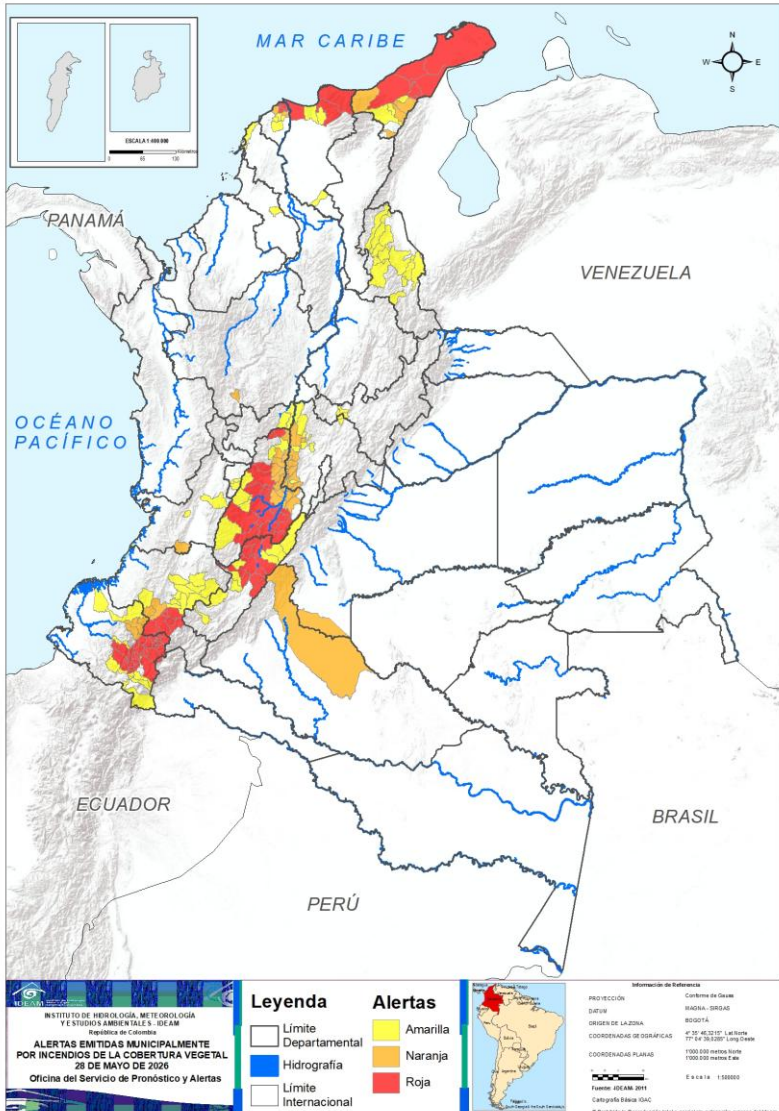 MAR CARIBE
N
W
E
S
ESCALA 1:400.000
PANAMÁ
VENEZUELA
OCÉANO
PACÍFICO
ECUADOR
BRASIL
PERÚ
IDEAM
INSTITUTO DE HIDROLOGÍA, METEOROLOGÍA
Y ESTUDIOS AMBIENTALES - IDEAM
República de Colombia
ALERTAS EMITIDAS MUNICIPALMENTE
POR INCENDIOS DE LA COBERTURA VEGETAL
28 DE MAYO DE 2026
Oficina del Servicio de Pronóstico y Alertas
Leyenda
Límite
Departamental
Hidrografía
Límite
Internacional
Alertas
Amarilla
Naranja
Roja
Información de Referencia
PROYECCIÓN Conforme de Gauss
DATUM MAGNA - SIRGAS
ORIGEN DE LA ZONA BOGOTÁ
COORDENADAS GEOGRÁFICAS
COORDENADAS PLANAS 1'000.000 metros Norte
1'000.000 metros Este
Fuente: IDEAM-2011
Cartografía Básica IGAC